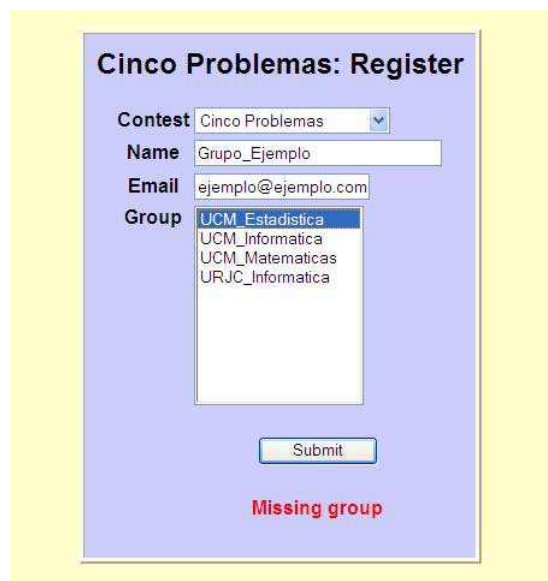 Cinco Problemas: Register
Contest Cinco Problemas
Name Grupo_Ejemplo
Email ejemplo@ejemplo.com
Group UCM_Estadistica
UCM_Informatica
UCM_Matematicas
URJC_Informatica
Submit
Missing group